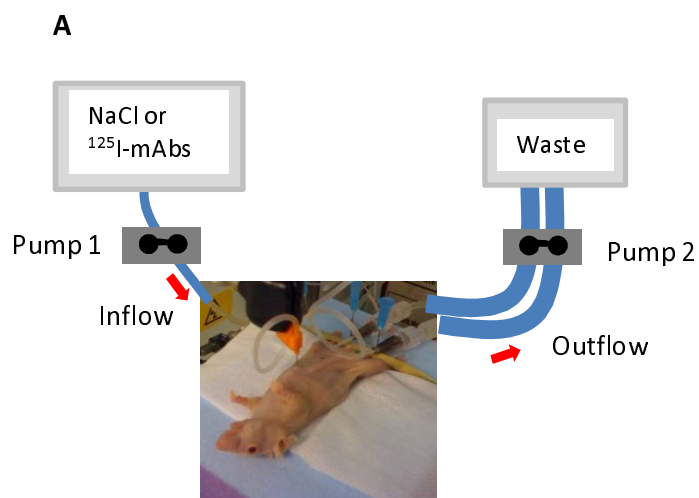 A
NaCl or
¹²⁵I-mAbs
Waste
Pump 1
Pump 2
Inflow
Outflow